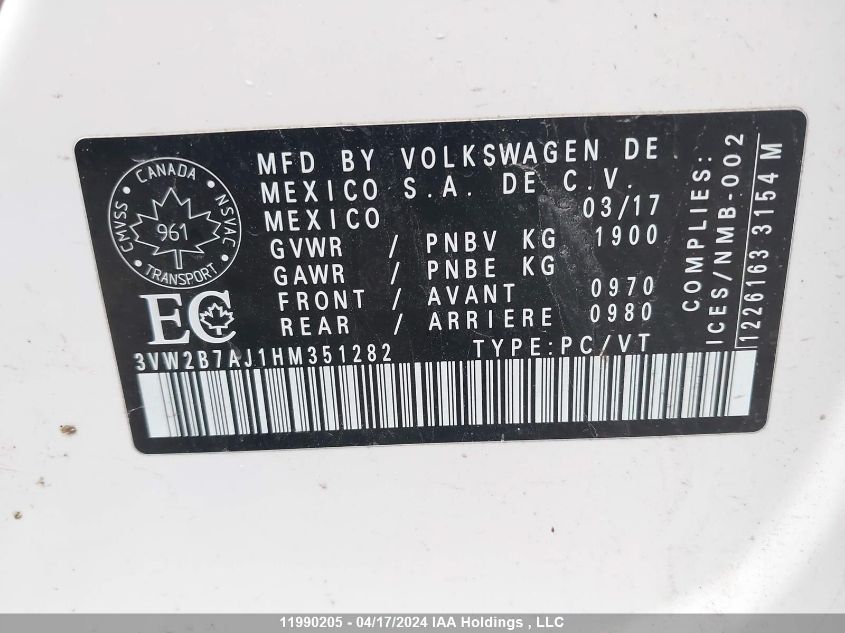 CANADA
CMVSS
NSVAC
961
TRANSPORT
EC
MFD BY VOLKSWAGEN DE
MEXICO S.A. DE C.V.
MEXICO 03/17
GVWR / PNBV KG 1900
GAWR / PNBE KG
FRONT / AVANT 0970
REAR / ARRIERE 0980
3VW2B7AJ1HM351282 TYPE:PC/VT
COMPLIES:
ICES/NMB-002
1226163 3154 M
11990205 - 04/17/2024 IAA Holdings , LLC